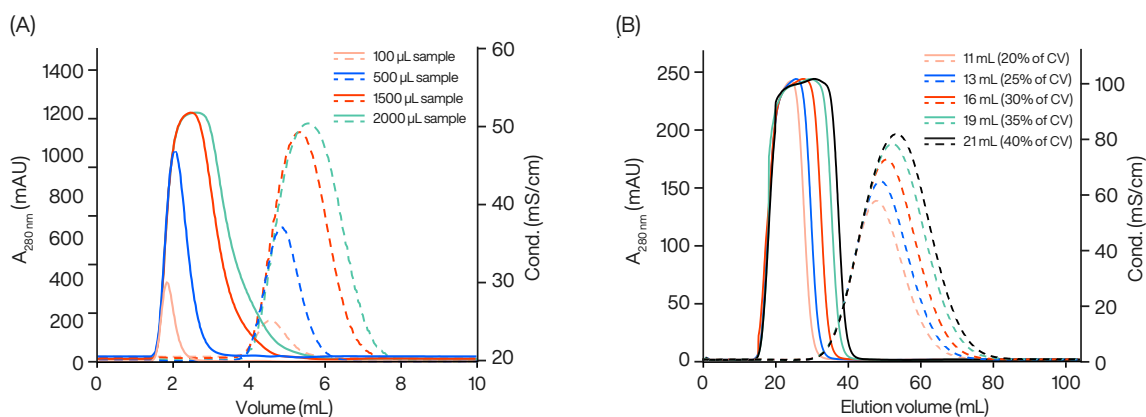 (A)
A280 nm (mAU)
1400
1200
1000
800
600
400
200
0
0 2 4 6 8 10
Volume (mL)
60
50
40
30
20
Cond. (mS/cm)
100 µL sample
500 µL sample
1500 µL sample
2000 µL sample
(B)
A280 nm (mAU)
250
200
150
100
50
0
0 20 40 60 80 100
Elution volume (mL)
100
80
60
40
20
0
Cond. (mS/cm)
11 mL (20% of CV)
13 mL (25% of CV)
16 mL (30% of CV)
19 mL (35% of CV)
21 mL (40% of CV)